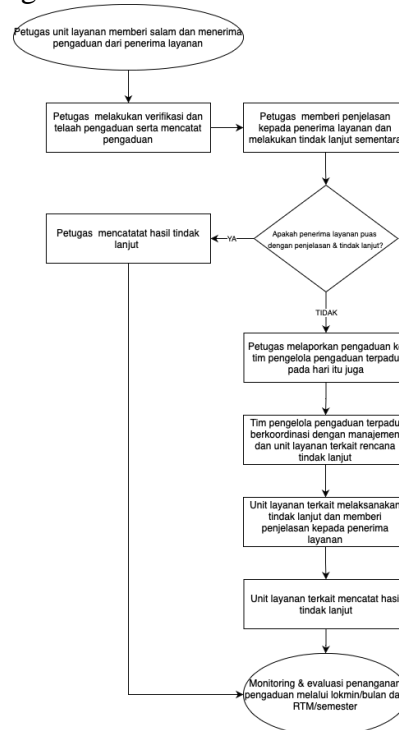 Petugas unit layanan memberi salam dan menerima
pengaduan dari penerima layanan
Petugas melakukan verifikasi dan
telaah pengaduan serta mencatat
pengaduan
Petugas memberi penjelasan
kepada penerima layanan dan
melakukan tindak lanjut sementara
Apakah penerima layanan puas
dengan penjelasan & tindak lanjut?
YA
Petugas mencatatat hasil tindak
lanjut
TIDAK
Petugas melaporkan pengaduan ke
tim pengelola pengaduan terpadu
pada hari itu juga
Tim pengelola pengaduan terpadu
berkoordinasi dengan manajemen
dan unit layanan terkait rencana
tindak lanjut
Unit layanan terkait melaksanakan
tindak lanjut dan memberi
penjelasan kepada penerima
layanan
Unit layanan terkait mencatat hasil
tindak lanjut
Monitoring & evaluasi penanganan
pengaduan melalui lokmin/bulan dan
RTM/semester